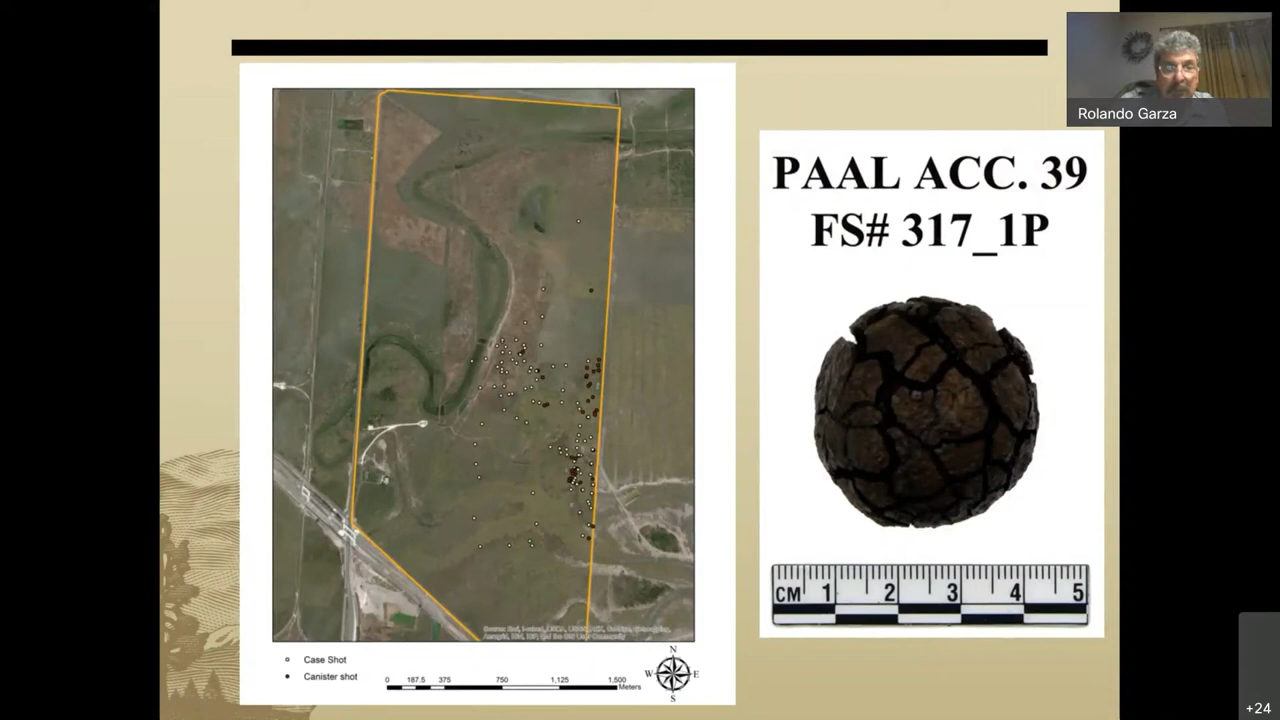 Rolando Garza
PAAL ACC. 39
FS# 317_1P
CM 1 2 3 4 5
Case Shot
Canister shot
0 187.5 375 750 1,125 1,500
Meters
N
W E
S
+24